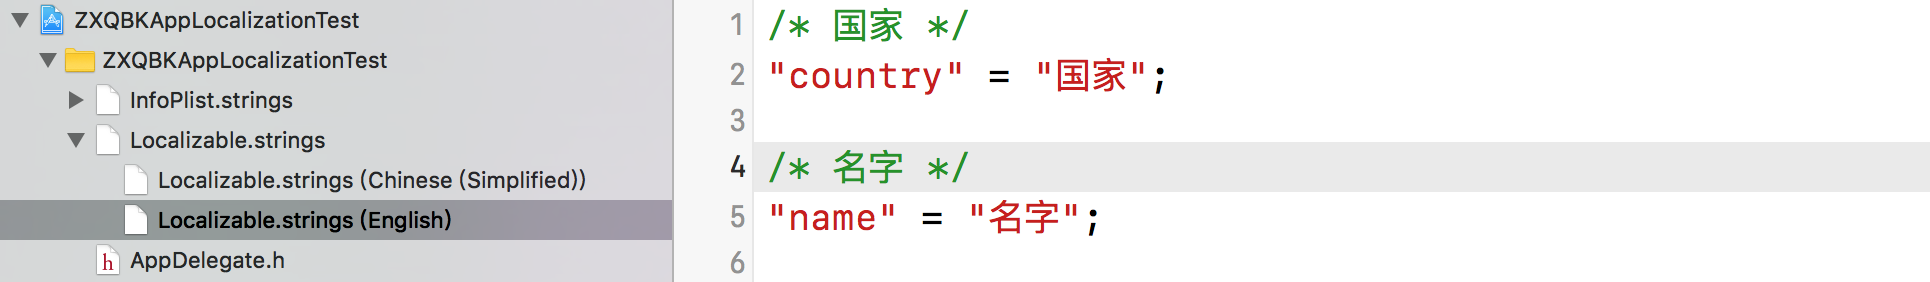 ZXQBKAppLocalizationTest
ZXQBKAppLocalizationTest
InfoPlist.strings
Localizable.strings
Localizable.strings (Chinese (Simplified))
Localizable.strings (English)
h AppDelegate.h
1 /* 国家 */
2 "country" = "国家";
3
4 /* 名字 */
5 "name" = "名字";
6